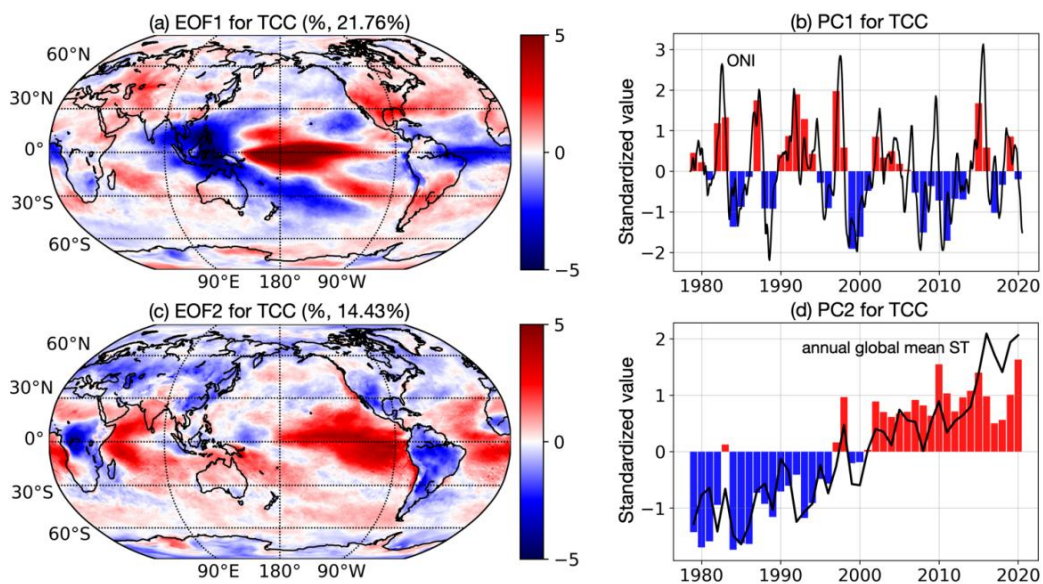 (a) EOF1 for TCC (%, 21.76%)
60°N
30°N
0°
30°S
60°S
90°E 180° 90°W
5
0
−5
(b) PC1 for TCC
ONI
Standardized value
3
2
1
0
−1
−2
1980 1990 2000 2010 2020
(c) EOF2 for TCC (%, 14.43%)
60°N
30°N
0°
30°S
60°S
90°E 180° 90°W
5
0
−5
(d) PC2 for TCC
annual global mean ST
Standardized value
2
1
0
−1
1980 1990 2000 2010 2020